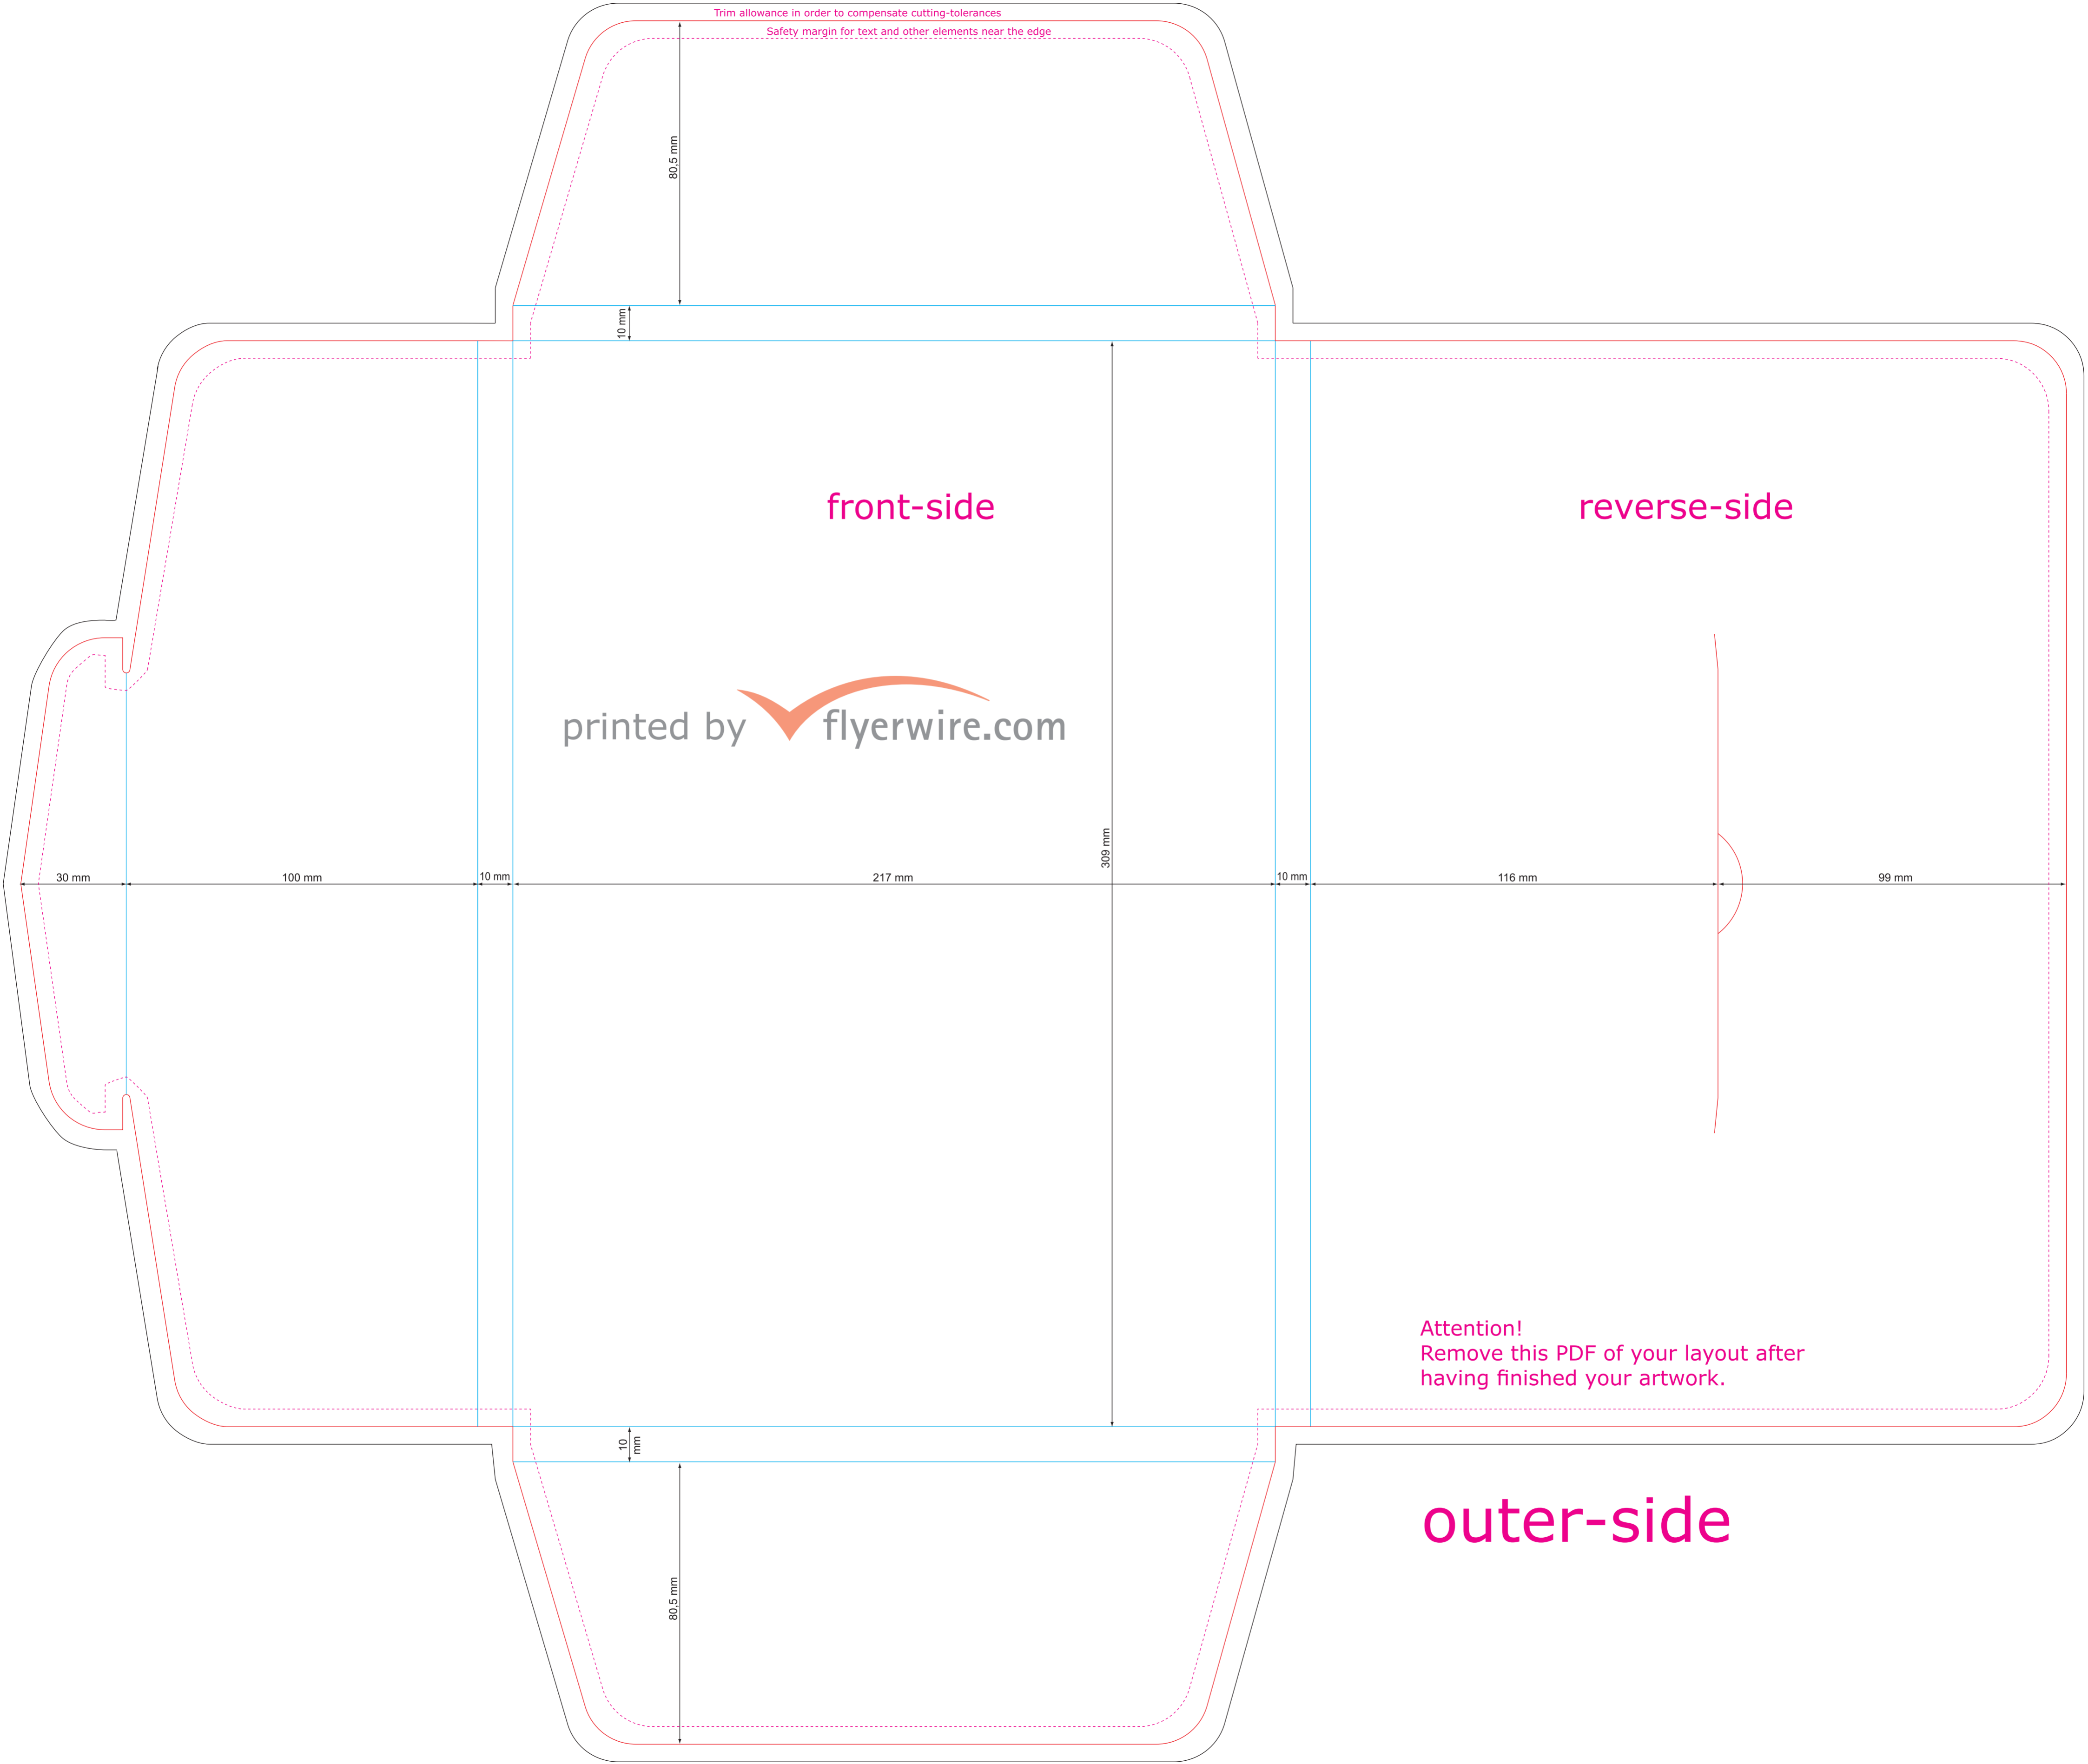 Trim allowance in order to compensate cutting-tolerances
Safety margin for text and other elements near the edge
80,5 mm
10 mm
front-side
reverse-side
printed by flyerwire.com
309 mm
30 mm
100 mm
10 mm
217 mm
10 mm
116 mm
99 mm
Attention!
Remove this PDF of your layout after
having finished your artwork.
10
mm
outer-side
80,5 mm